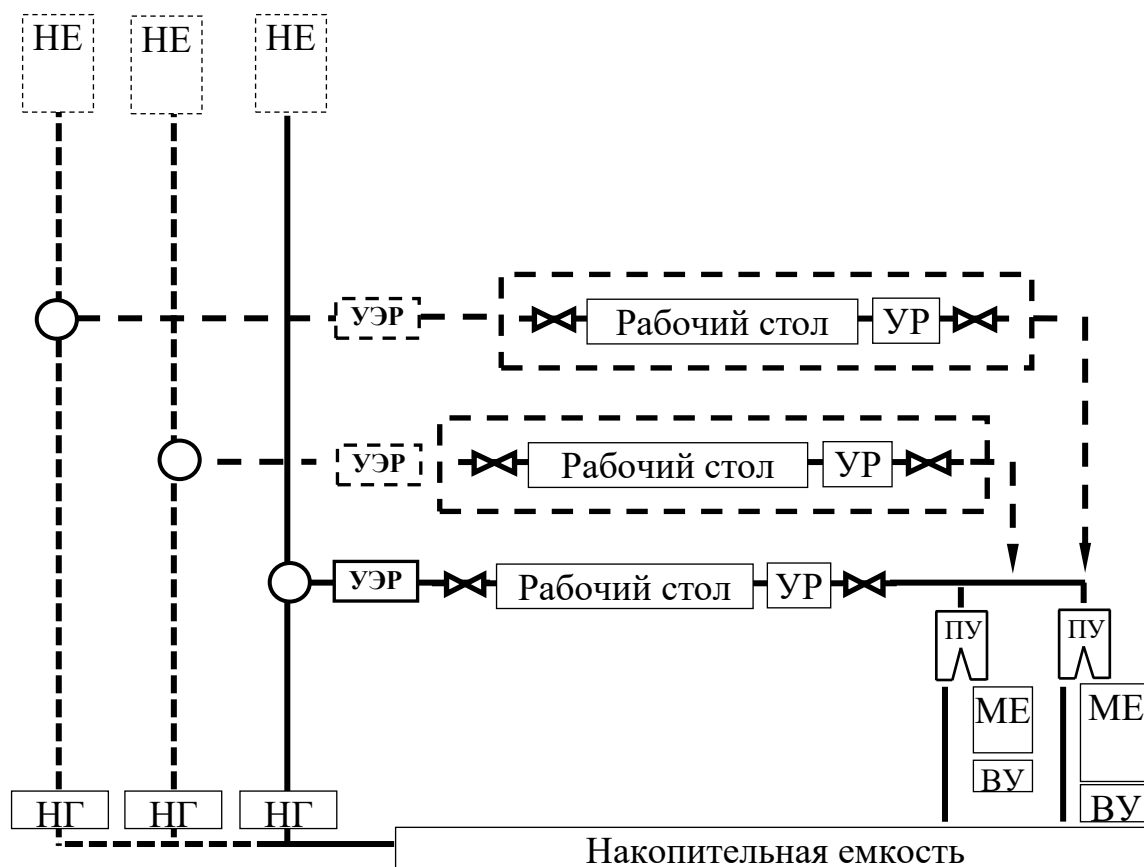 НЕ НЕ НЕ
УЭР Рабочий стол УР
УЭР Рабочий стол УР
УЭР Рабочий стол УР
ПУ ПУ
МЕ МЕ
ВУ ВУ
НГ НГ НГ
Накопительная емкость